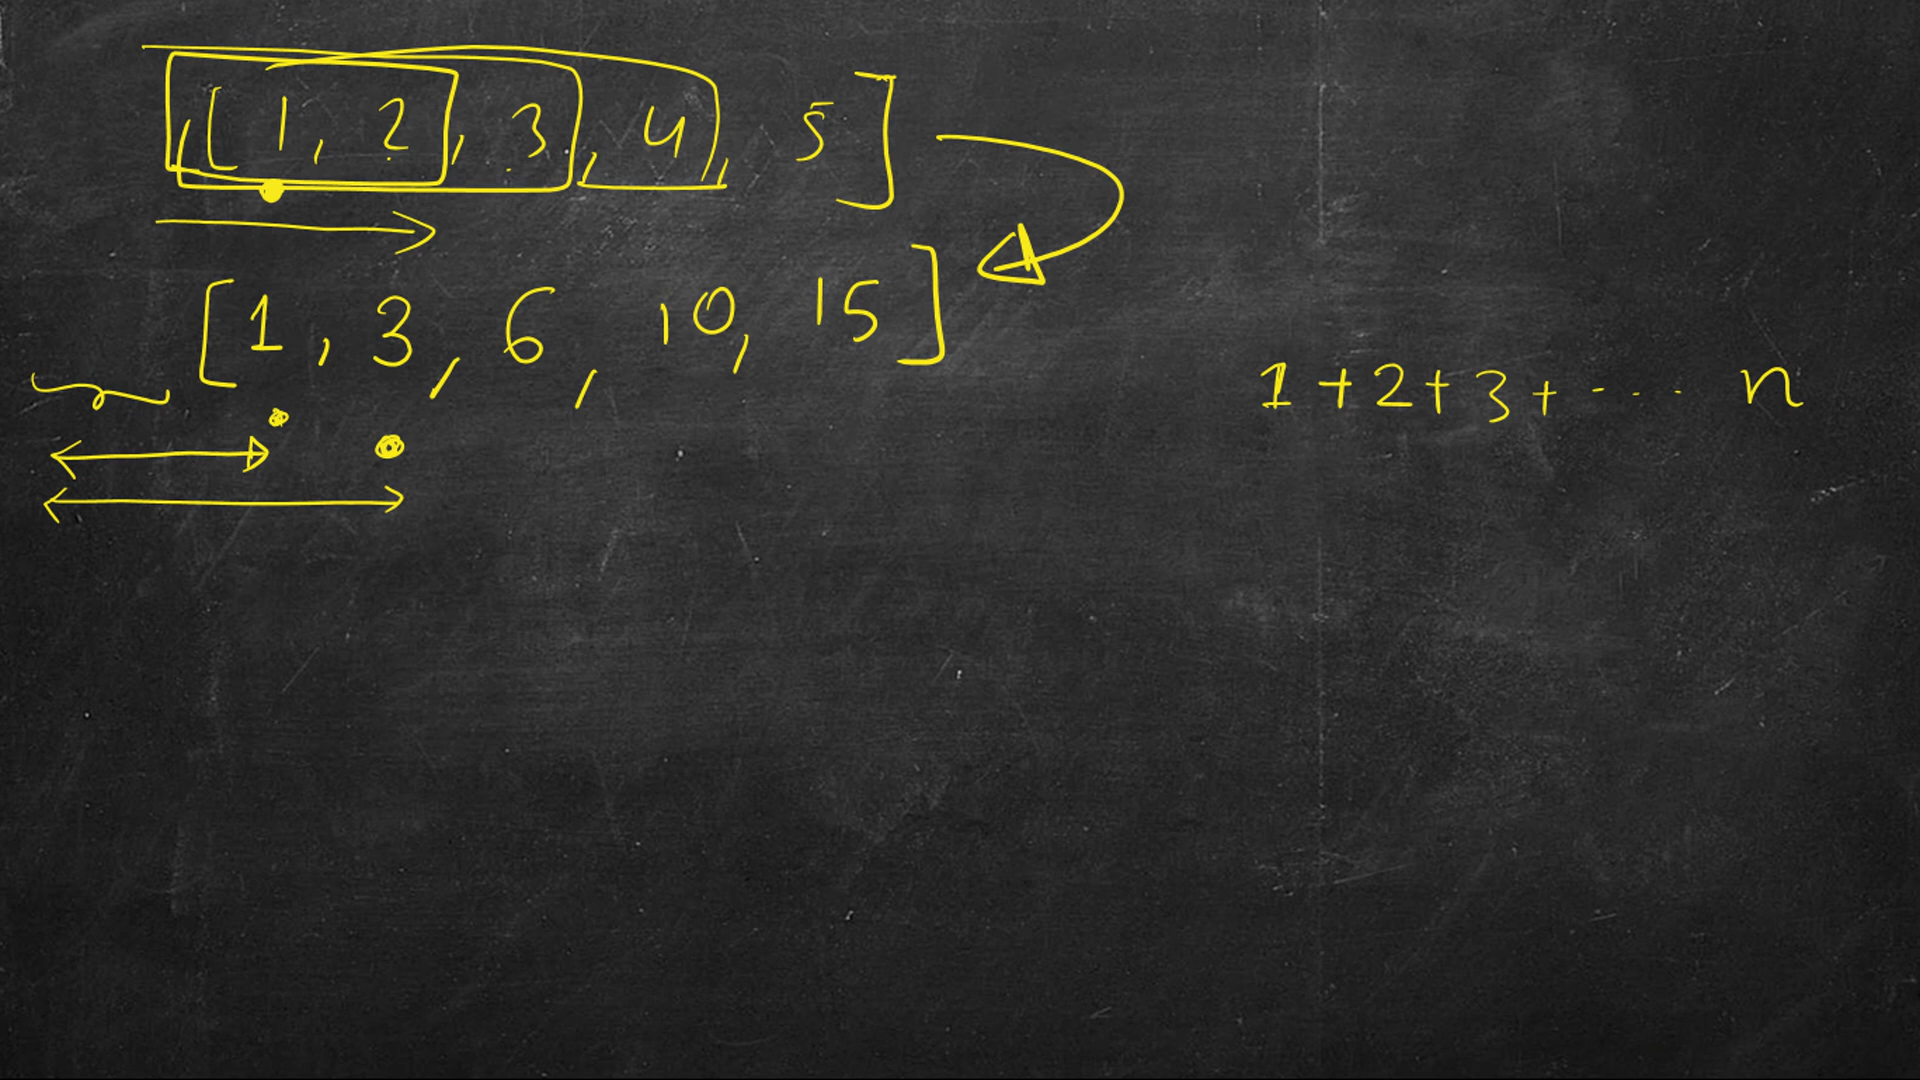 [ 1, 2, 3, 4, 5 ]
[ 1, 3, 6, 10, 15 ]
1 + 2 + 3 + - - - - n